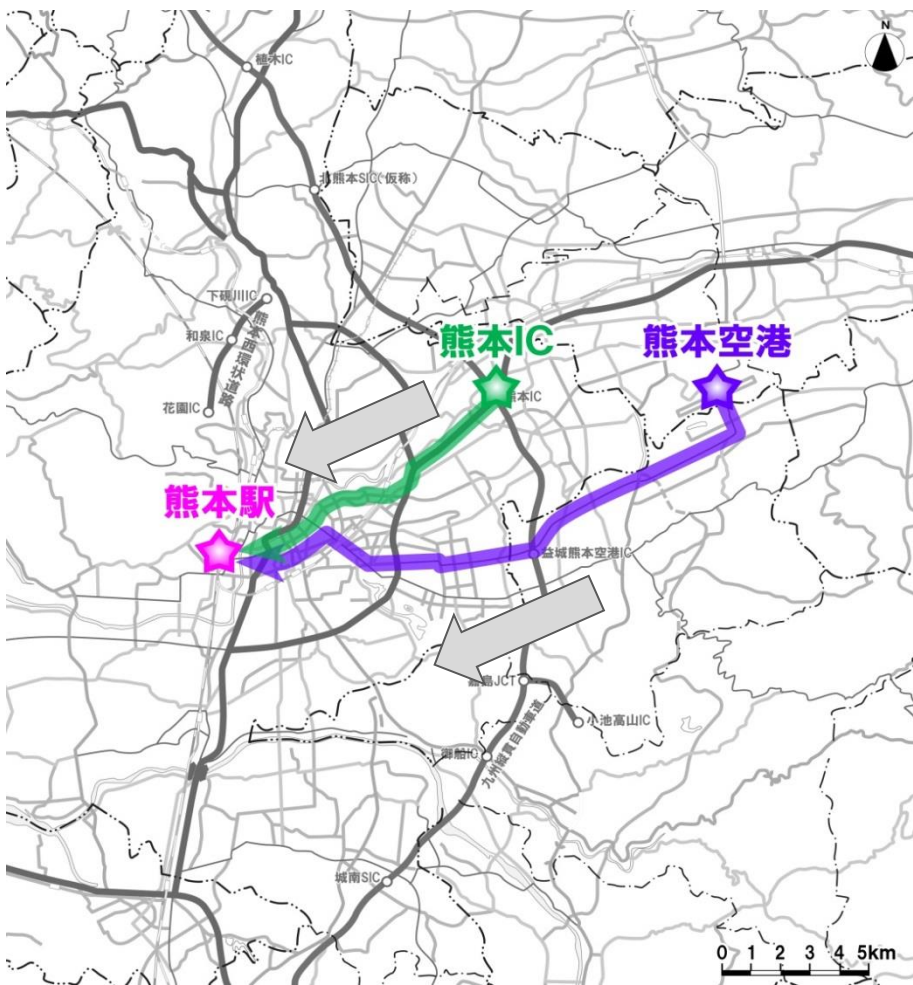 N
植木IC
北熊本SIC(仮称)
下硯川IC
和泉IC
熊本西環状道路
花園IC
熊本IC
熊本空港
熊本IC
熊本駅
益城熊本空港IC
嘉島JCT
小池高山IC
御船IC
九州縦貫自動車道
城南SIC
0 1 2 3 4 5km